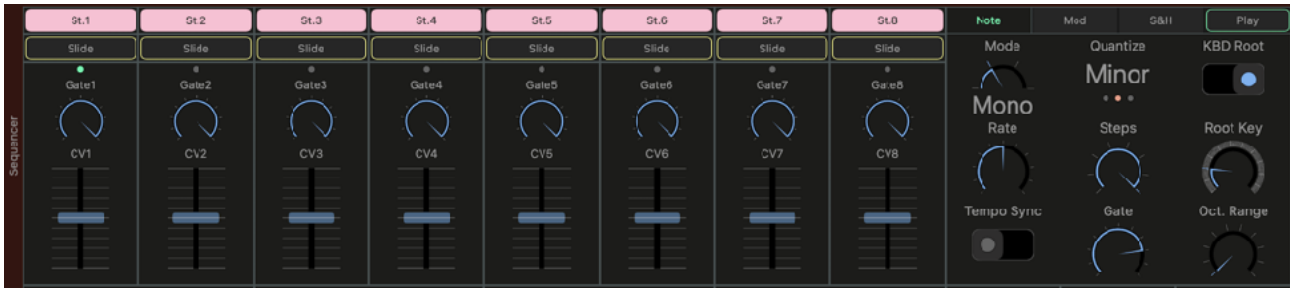 St.1 St.2 St.3 St.4 St.5 St.6 St.7 St.8 Note Mod S&H Play
Slide Slide Slide Slide Slide Slide Slide Slide Mode Quantize KBD Root
Gate1 Gate2 Gate3 Gate4 Gate5 Gate6 Gate7 Gate8 Minor
Mono
Sequencer
Rate Steps Root Key
CV1 CV2 CV3 CV4 CV5 CV6 CV7 CV8
Tempo Sync Gate Oct. Range